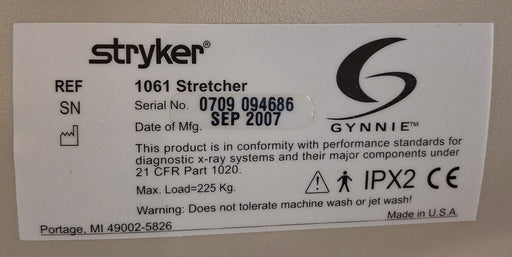 stryker®
GYNNIE™
REF 1061 Stretcher
SN Serial No. 0709 094686
Date of Mfg. SEP 2007
This product is in conformity with performance standards for
diagnostic x-ray systems and their major components under
21 CFR Part 1020.
Max. Load=225 Kg.
IPX2 CE
Warning: Does not tolerate machine wash or jet wash!
Portage, MI 49002-5826
Made in U.S.A.